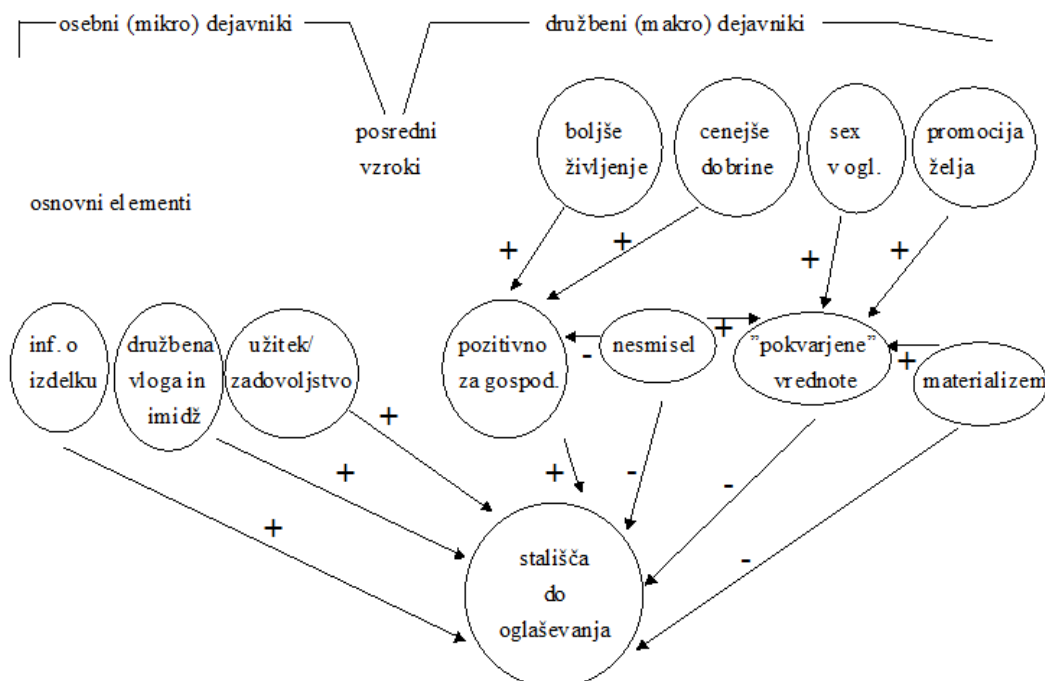 osebni (mikro) dejavniki
družbeni (makro) dejavniki
posredni
vzroki
boljše
življenje
cenejše
dobrine
sex
v ogl.
promocija
želja
osnovni elementi
+
+
+
+
inf. o
izdelku
družbena
vloga in
imidž
užitek/
zadovoljstvo
pozitivno
za gospod.
-
nesmisel
+
"pokvarjene"
vrednote
+
materializem
+
+
+
+
-
-
-
stališča
do
oglaševanja